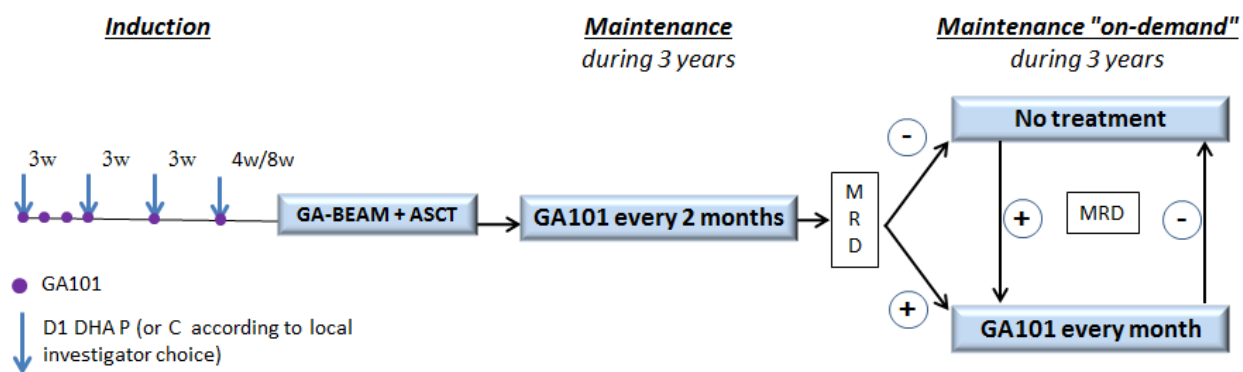 Induction
Maintenance
during 3 years
Maintenance "on-demand"
during 3 years
3w
3w
3w
4w/8w
GA-BEAM + ASCT
GA101 every 2 months
M
R
D
-
+
No treatment
+
MRD
-
GA101 every month
GA101
D1 DHA P (or C according to local
investigator choice)